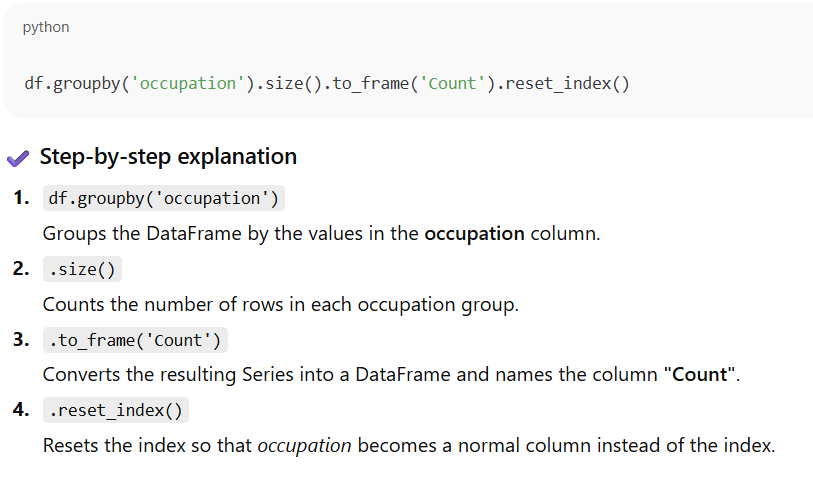 python
df.groupby('occupation').size().to_frame('Count').reset_index()
Step-by-step explanation
1. df.groupby('occupation')
Groups the DataFrame by the values in the occupation column.
2. .size()
Counts the number of rows in each occupation group.
3. .to_frame('Count')
Converts the resulting Series into a DataFrame and names the column "Count".
4. .reset_index()
Resets the index so that occupation becomes a normal column instead of the index.